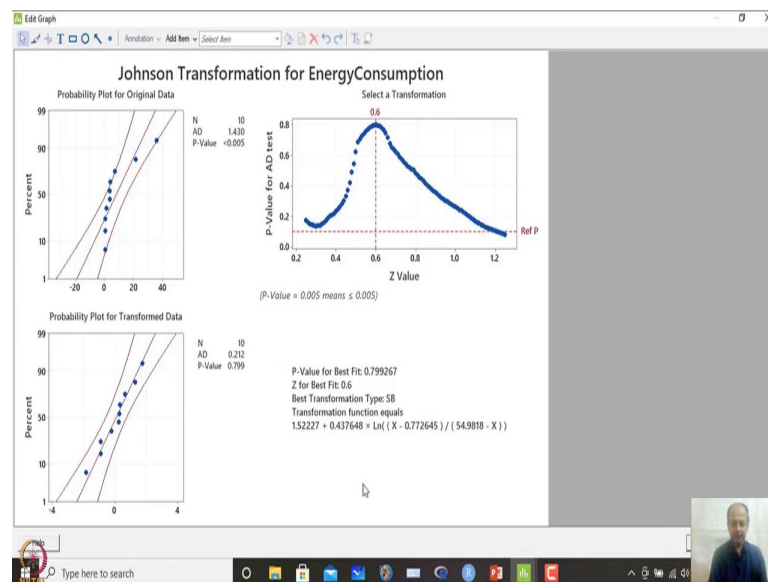 Edit Graph
Annotation Add Item Select Item
Johnson Transformation for EnergyConsumption
Probability Plot for Original Data
Select a Transformation
99
90
50
10
1
Percent
-20 0 20 40
N 10
AD 1.430
P-Value <0.005
0.6
0.8
0.6
0.4
0.2
0.0
P-Value for AD test
Ref P
0.2 0.4 0.6 0.8 1.0 1.2
Z Value
(P-Value = 0.005 means ≤ 0.005)
Probability Plot for Transformed Data
99
90
50
10
1
Percent
-4 0 4
N 10
AD 0.212
P-Value 0.799
P-Value for Best Fit: 0.799267
Z for Best Fit: 0.6
Best Transformation Type: SB
Transformation function equals
1.52227 + 0.437648 × Ln( ( X - 0.772645 ) / ( 54.9818 - X ) )
Type here to search